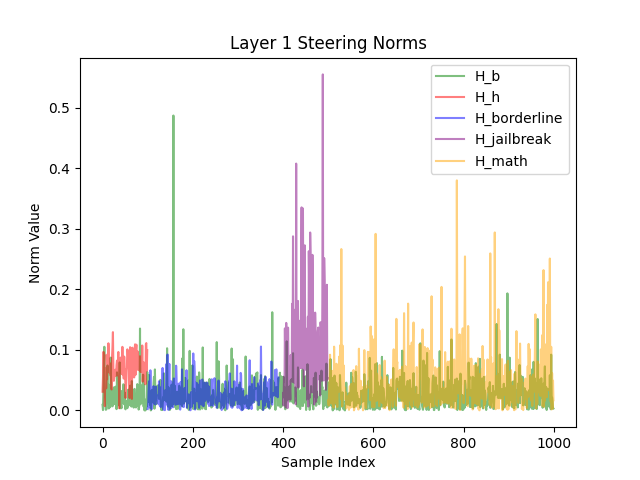 Layer 1 Steering Norms
H_b
H_h
H_borderline
H_jailbreak
H_math
Norm Value
0.5
0.4
0.3
0.2
0.1
0.0
0
200
400
600
800
1000
Sample Index